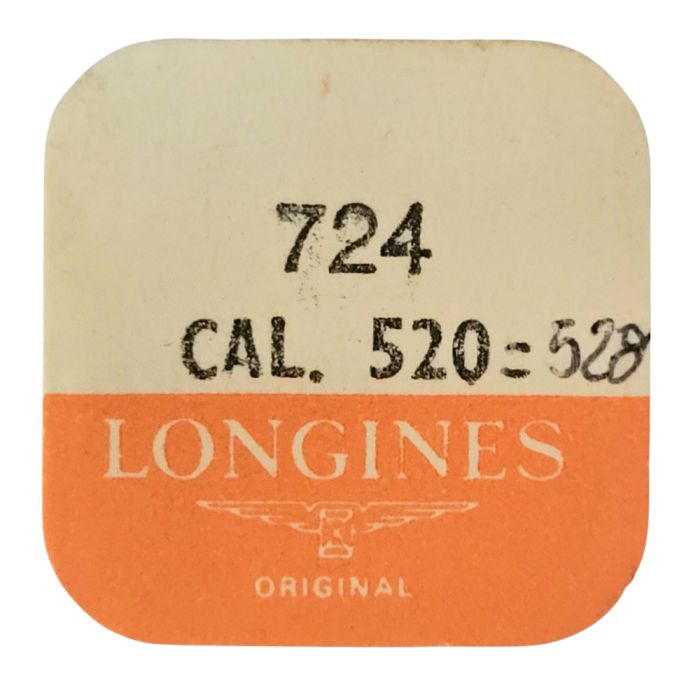 724
CAL. 520=528
LONGINES
ORIGINAL